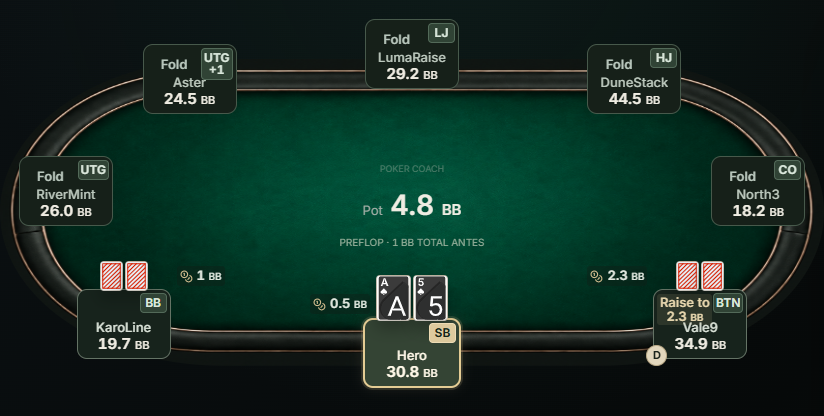 Fold
LJ
LumaRaise
29.2 BB
Fold
UTG
+1
Aster
24.5 BB
Fold
HJ
DuneStack
44.5 BB
Fold
UTG
RiverMint
26.0 BB
Fold
CO
North3
18.2 BB
POKER COACH
Pot 4.8 BB
PREFLOP · 1 BB TOTAL ANTES
1 BB
2.3 BB
0.5 BB
A
♠
A
5
♠
5
BB
KaroLine
19.7 BB
SB
Hero
30.8 BB
Raise to
2.3 BB
BTN
Vale9
34.9 BB
D